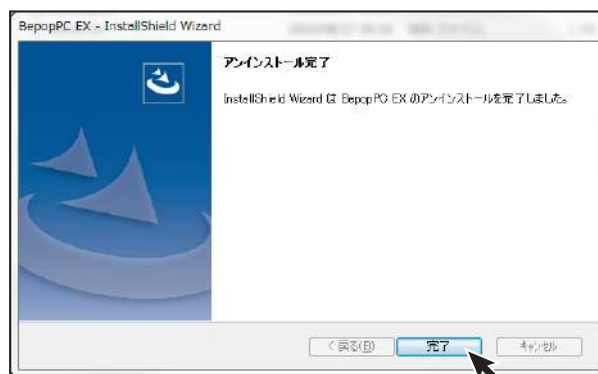 BepopPC EX - InstallShield Wizard
アンインストール完了
InstallShield Wizard は BepopPC EX のアンインストールを完了しました。
< 戻る(B)
完了
キャンセル